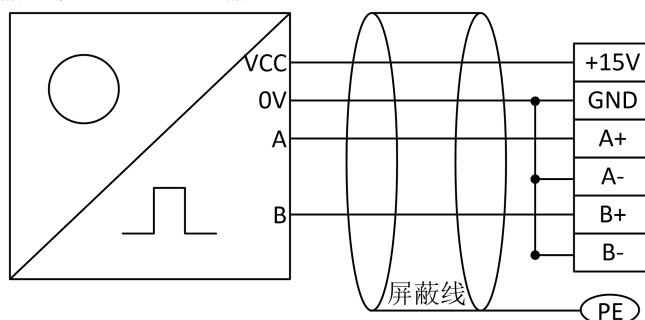 VCC
+15V
0V
GND
A
A+
A-
B
B+
B-
屏蔽线
PE